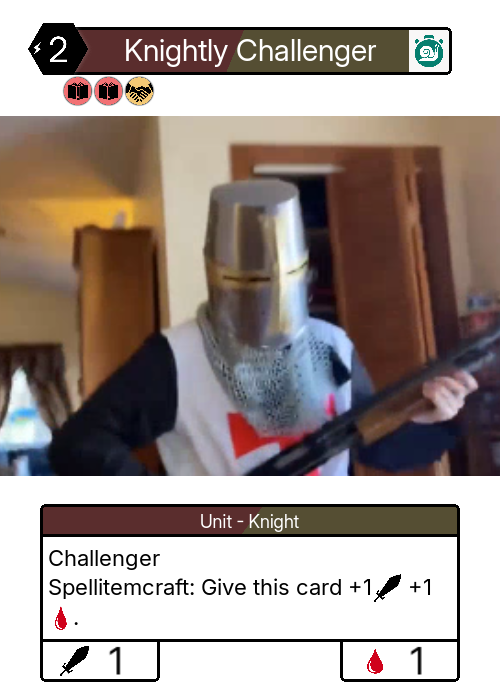 2 Knightly Challenger
Unit - Knight
Challenger
Spellitemcraft: Give this card +1 +1
.
1 1